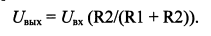 Uвых = Uвх (R2/(R1 + R2)).